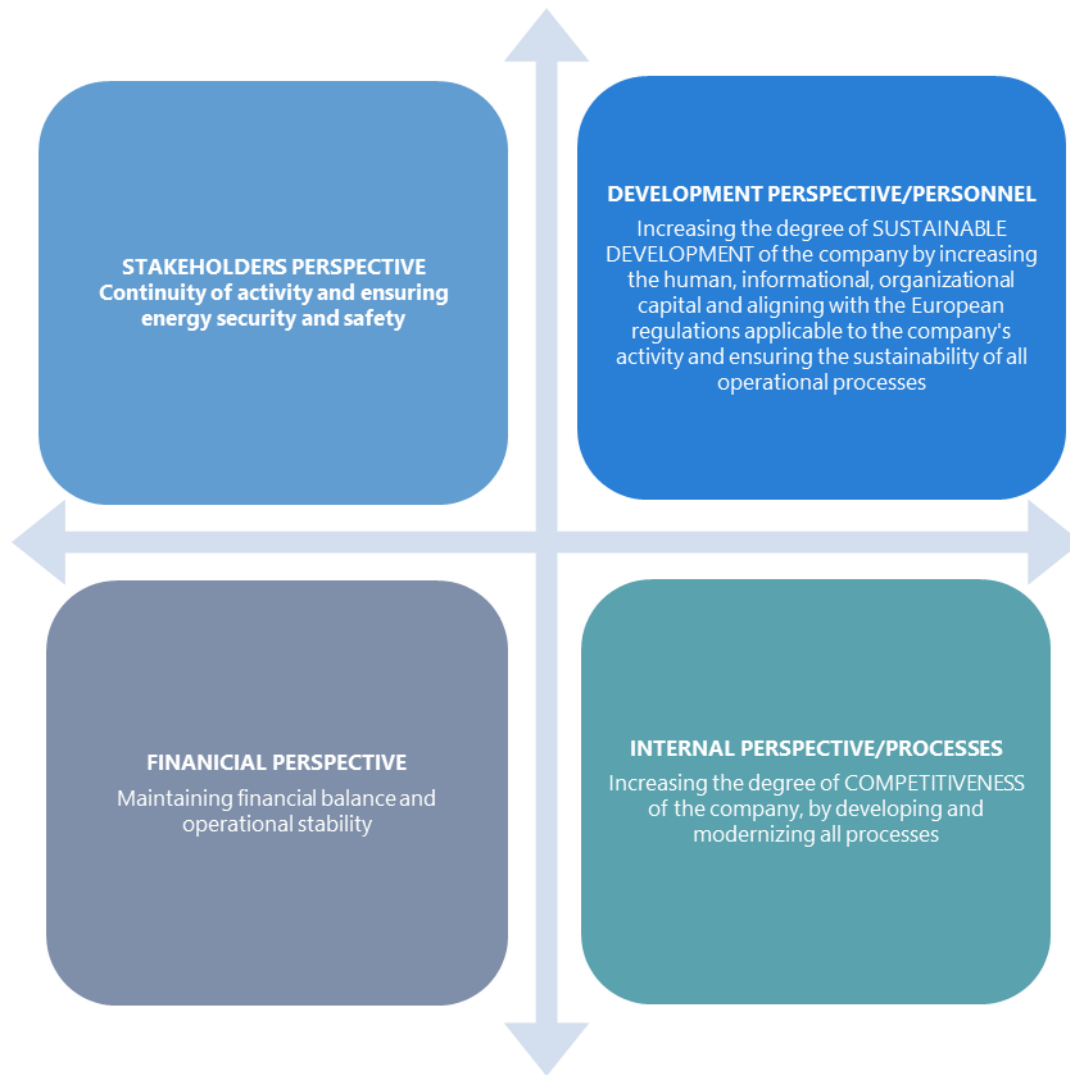 STAKEHOLDERS PERSPECTIVE
Continuity of activity and ensuring
energy security and safety
DEVELOPMENT PERSPECTIVE/PERSONNEL
Increasing the degree of SUSTAINABLE
DEVELOPMENT of the company by increasing
the human, informational, organizational
capital and aligning with the European
regulations applicable to the company's
activity and ensuring the sustainability of all
operational processes
FINANICIAL PERSPECTIVE
Maintaining financial balance and
operational stability
INTERNAL PERSPECTIVE/PROCESSES
Increasing the degree of COMPETITIVENESS
of the company, by developing and
modernizing all processes